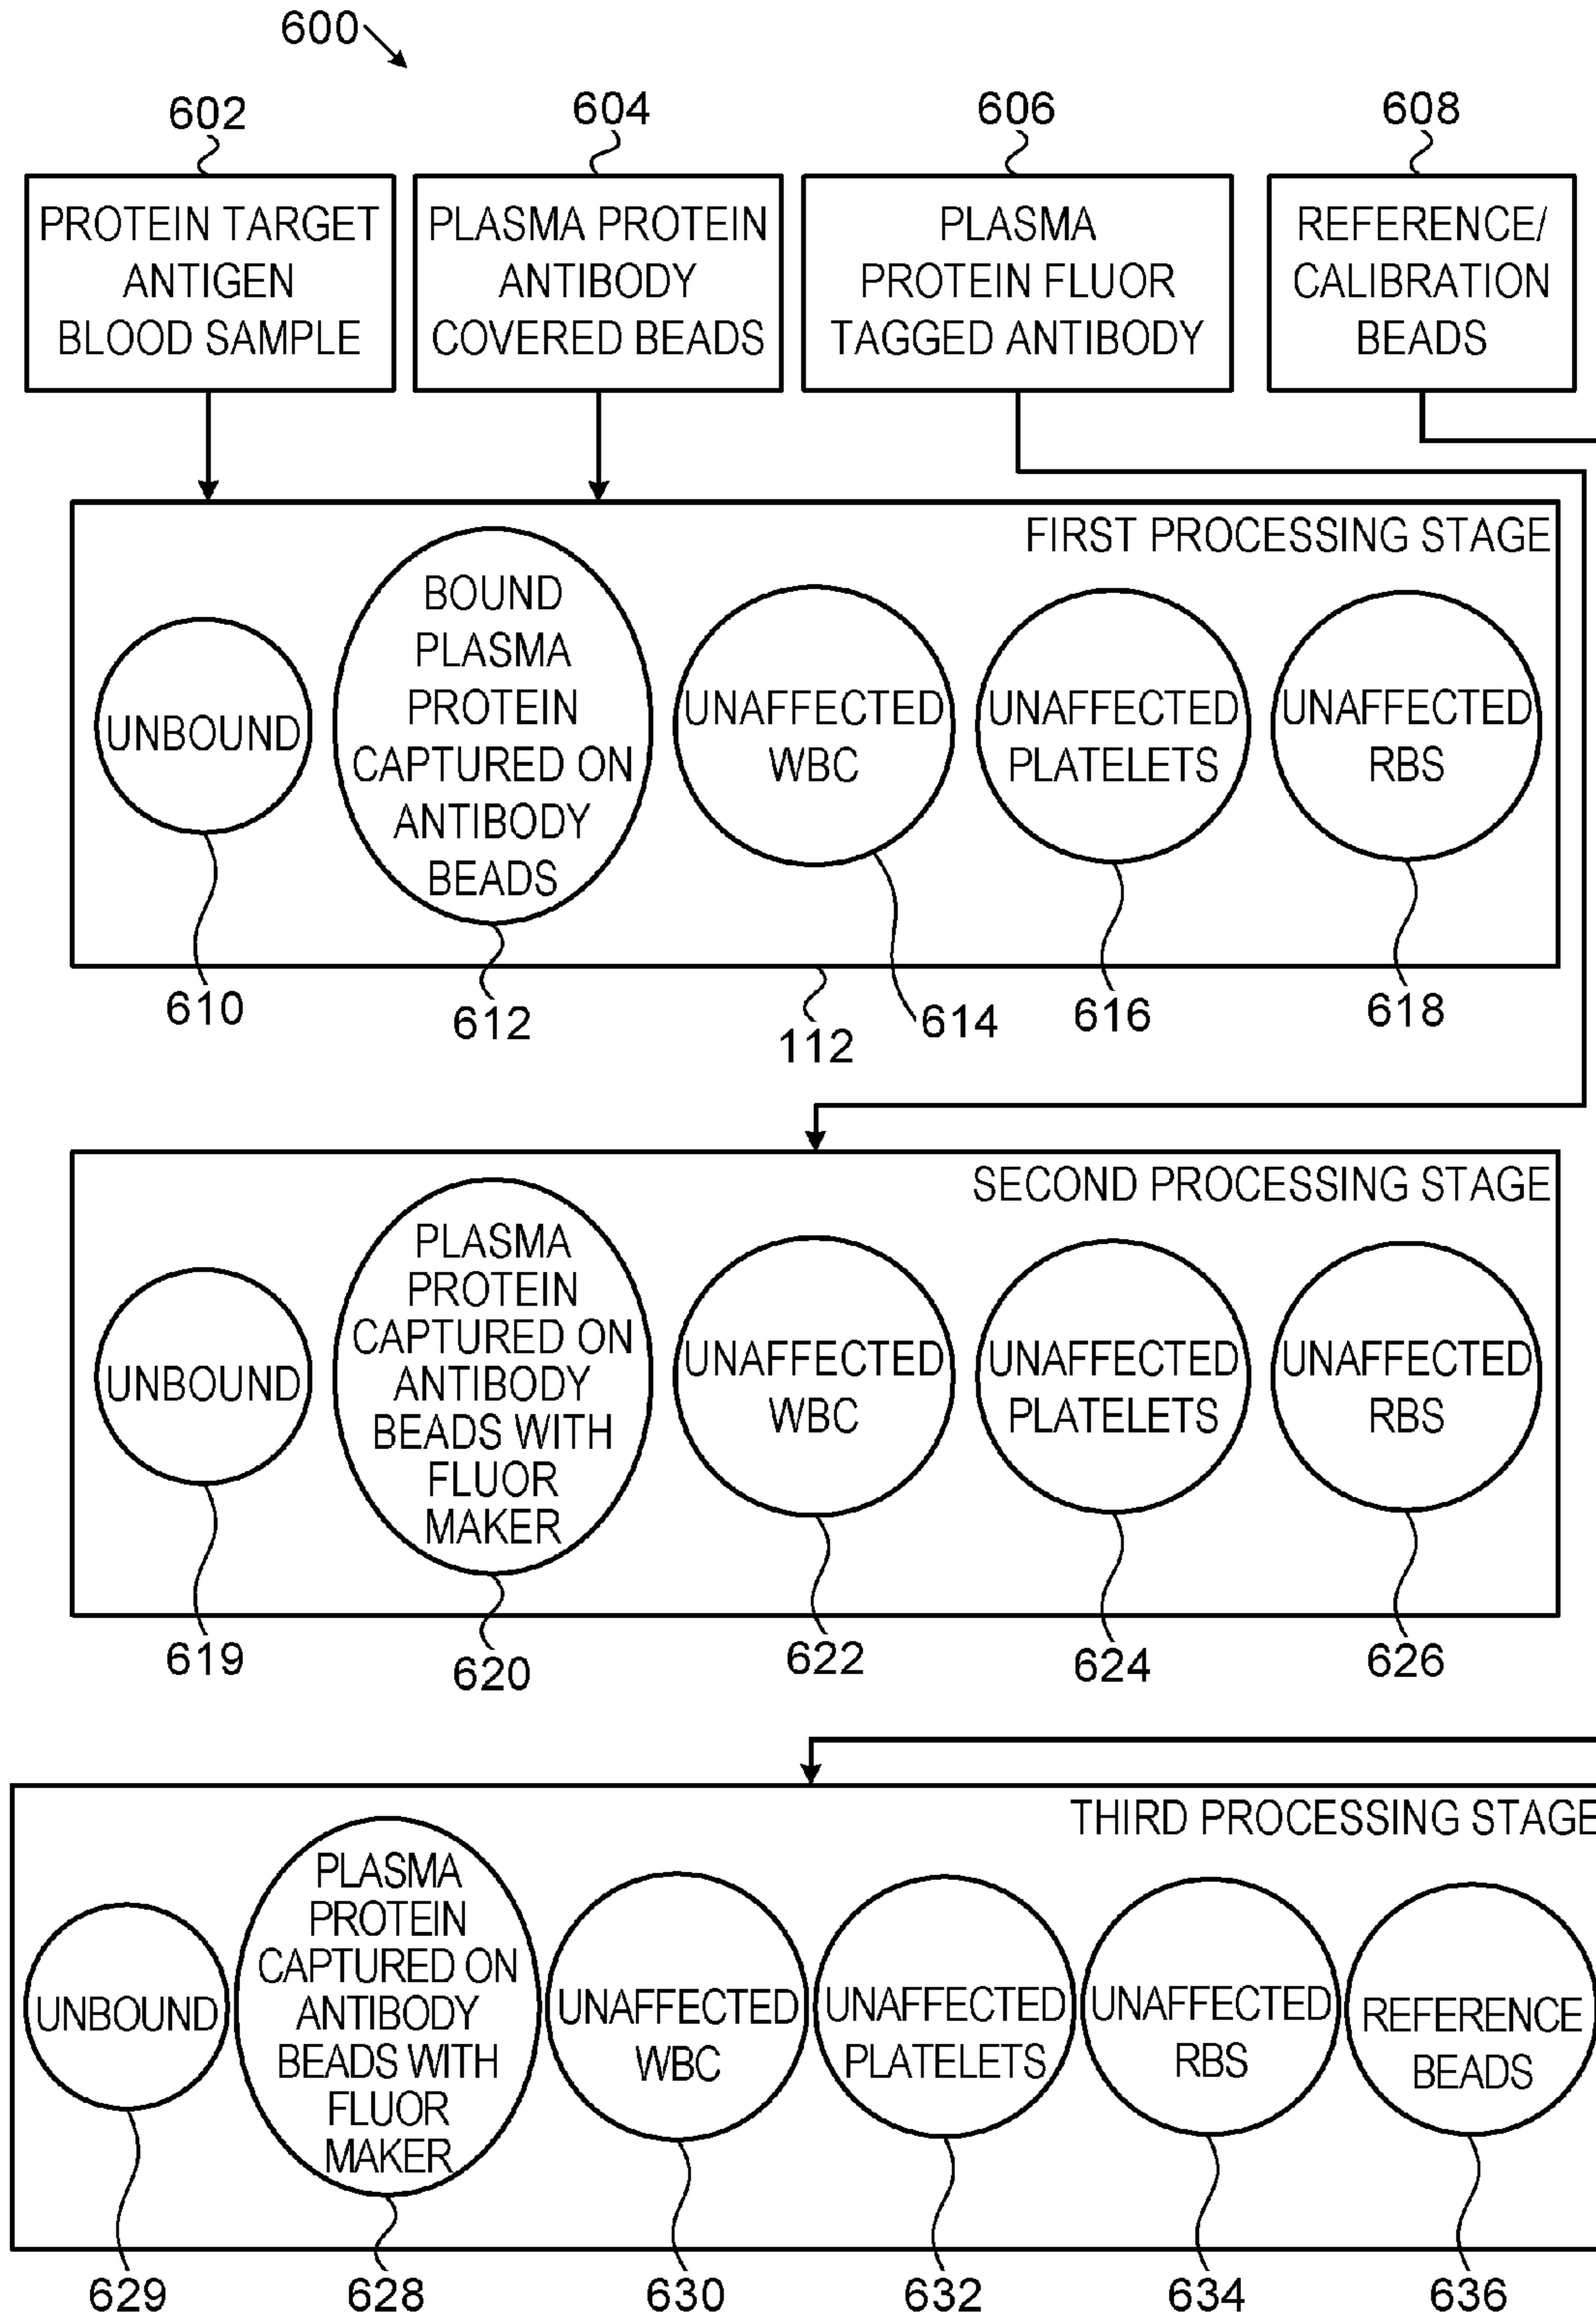 600
602
604
606
608
PROTEIN TARGET
ANTIGEN
BLOOD SAMPLE
PLASMA PROTEIN
ANTIBODY
COVERED BEADS
PLASMA
PROTEIN FLUOR
TAGGED ANTIBODY
REFERENCE/
CALIBRATION
BEADS
FIRST PROCESSING STAGE
UNBOUND
BOUND
PLASMA
PROTEIN
CAPTURED ON
ANTIBODY
BEADS
UNAFFECTED
WBC
UNAFFECTED
PLATELETS
UNAFFECTED
RBS
610
612
112
614
616
618
SECOND PROCESSING STAGE
UNBOUND
PLASMA
PROTEIN
CAPTURED ON
ANTIBODY
BEADS WITH
FLUOR
MAKER
UNAFFECTED
WBC
UNAFFECTED
PLATELETS
UNAFFECTED
RBS
619
620
622
624
626
THIRD PROCESSING STAGE
UNBOUND
PLASMA
PROTEIN
CAPTURED ON
ANTIBODY
BEADS WITH
FLUOR
MAKER
UNAFFECTED
WBC
UNAFFECTED
PLATELETS
UNAFFECTED
RBS
REFERENCE
BEADS
629
628
630
632
634
636